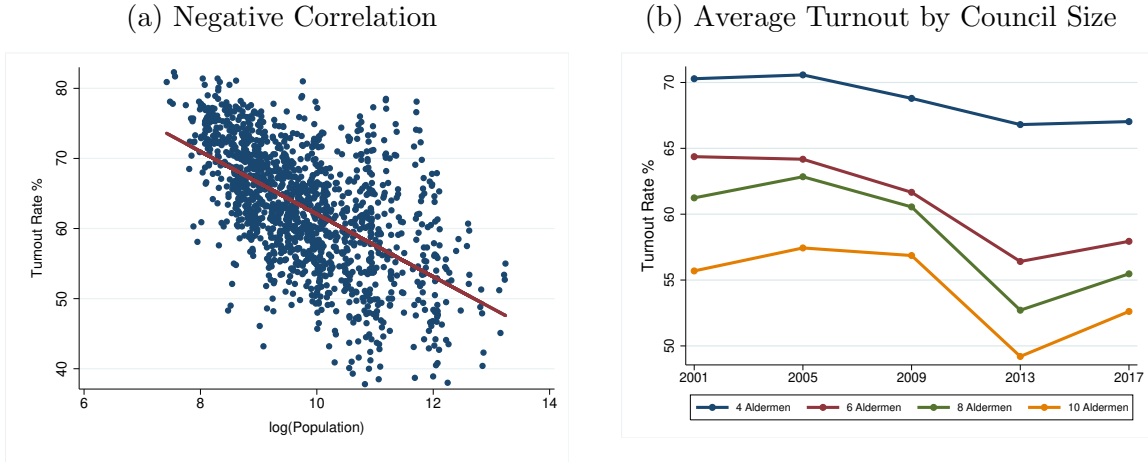 (a) Negative Correlation
80
70
60
50
40
Turnout Rate %
6 8 10 12 14
log(Population)
(b) Average Turnout by Council Size
70
65
60
55
50
Turnout Rate %
2001 2005 2009 2013 2017
4 Aldermen 6 Aldermen 8 Aldermen 10 Aldermen